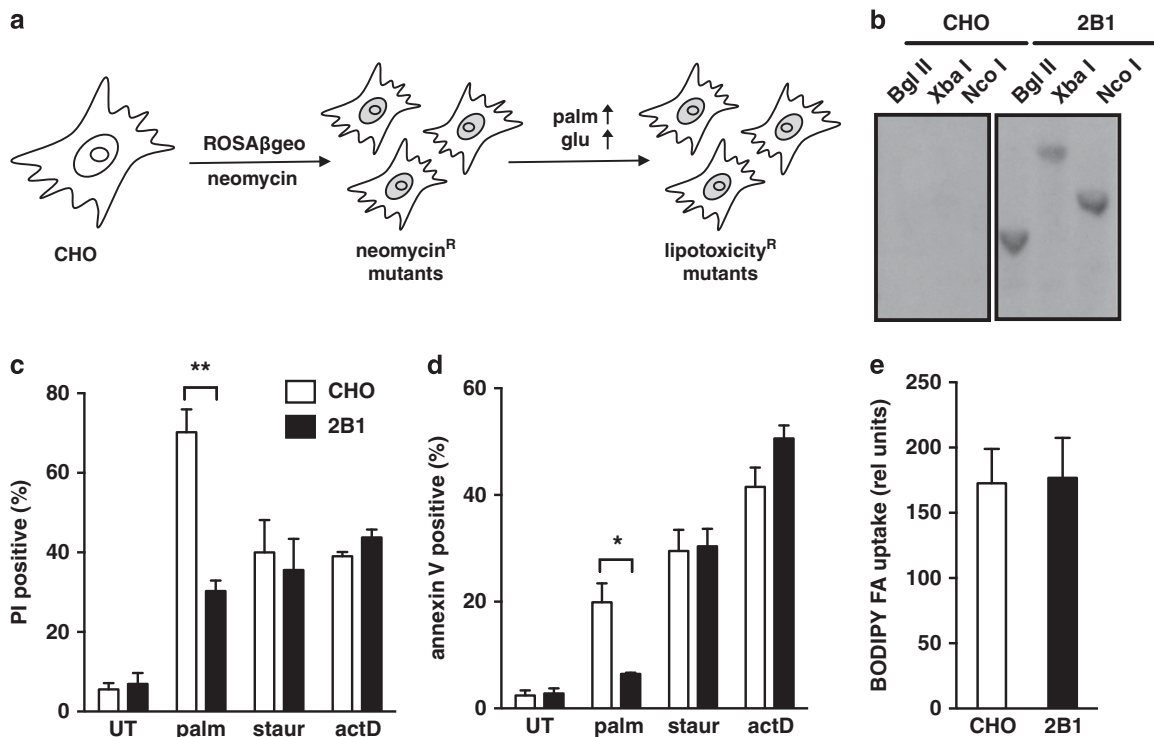 a
CHO
ROSAβgeo
neomycin
neomycinᴿ
mutants
palm ↑
glu ↑
lipotoxicityᴿ
mutants
b
CHO 2B1
Bgl II Xba I Nco I Bgl II Xba I Nco I
c
PI positive (%)
80
60
40
20
0
**
CHO
2B1
UT palm staur actD
d
annexin V positive (%)
60
40
20
0
*
UT palm staur actD
e
BODIPY FA uptake (rel units)
250
200
150
100
50
0
CHO 2B1